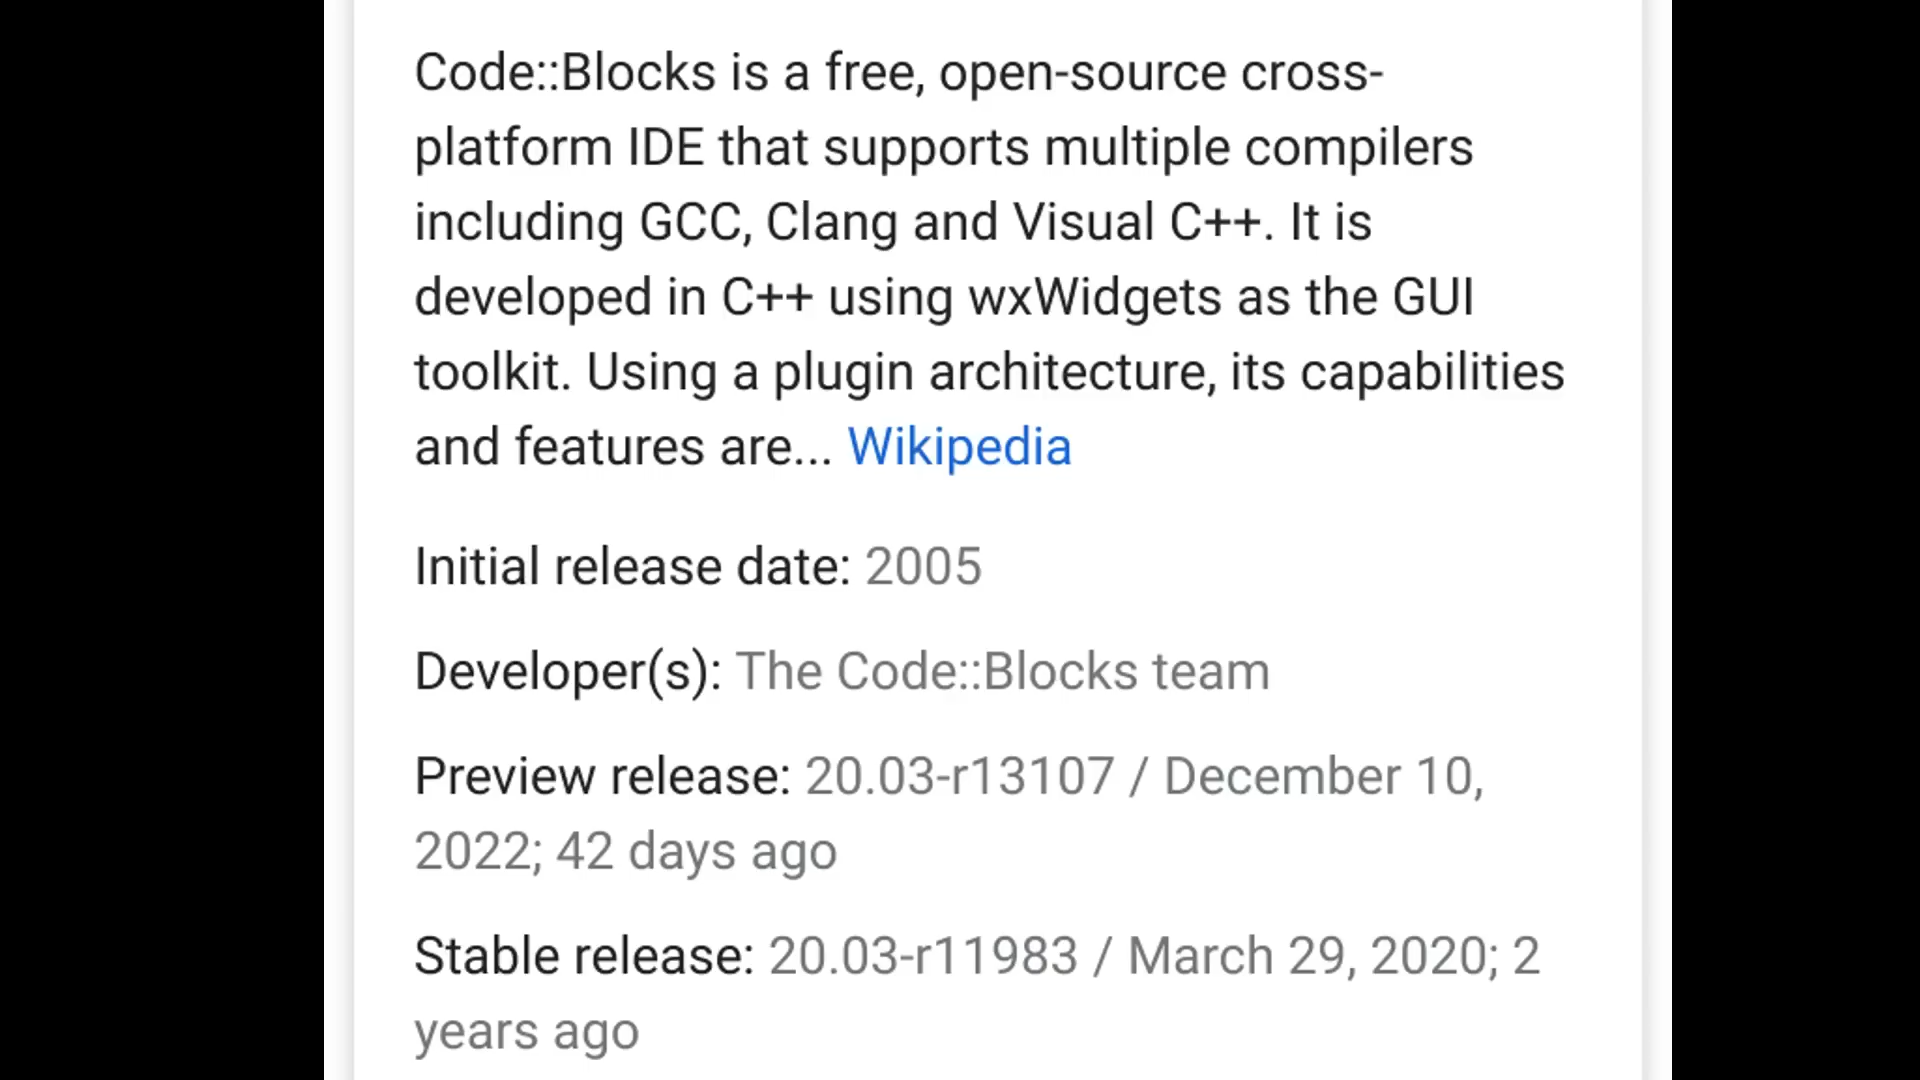 Code::Blocks is a free, open-source cross-
platform IDE that supports multiple compilers
including GCC, Clang and Visual C++. It is
developed in C++ using wxWidgets as the GUI
toolkit. Using a plugin architecture, its capabilities
and features are... Wikipedia
Initial release date: 2005
Developer(s): The Code::Blocks team
Preview release: 20.03-r13107 / December 10,
2022; 42 days ago
Stable release: 20.03-r11983 / March 29, 2020; 2
years ago